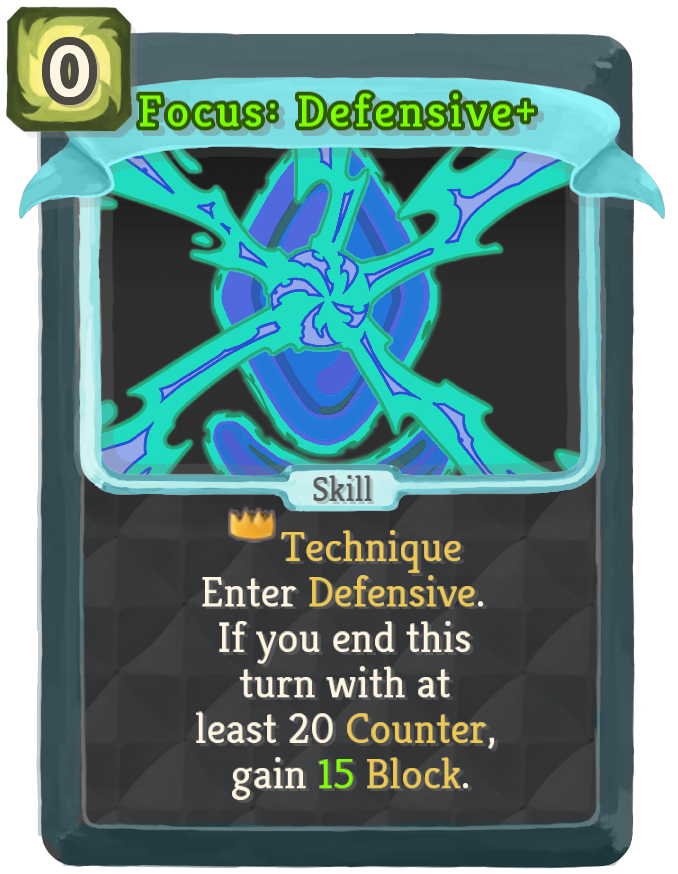 0
Focus: Defensive+
Skill
Technique
Enter Defensive.
If you end this
turn with at
least 20 Counter,
gain 15 Block.